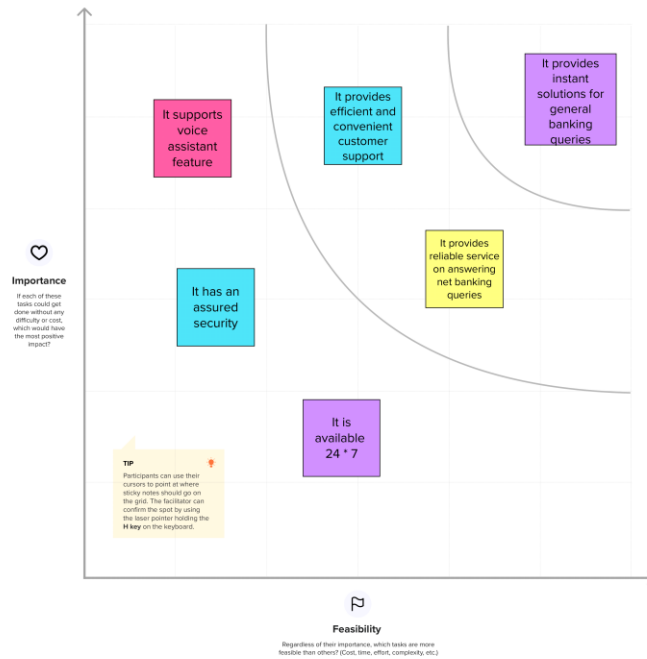 It provides
instant
solutions for
general
banking
queries
It provides
efficient and
convenient
customer
support
It supports
voice
assistant
feature
It provides
reliable service
on answering
net banking
queries
Importance
If each of these
tasks could get
done without any
difficulty or cost,
which would have
the most positive
impact?
It has an
assured
security
It is
available
24 * 7
TIP
Participants can use their
cursors to point at where
sticky notes should go on
the grid. The facilitator can
confirm the spot by using
the laser pointer holding the
H key on the keyboard.
Feasibility
Regardless of their importance, which tasks are more
feasible than others? (Cost, time, effort, complexity, etc.)